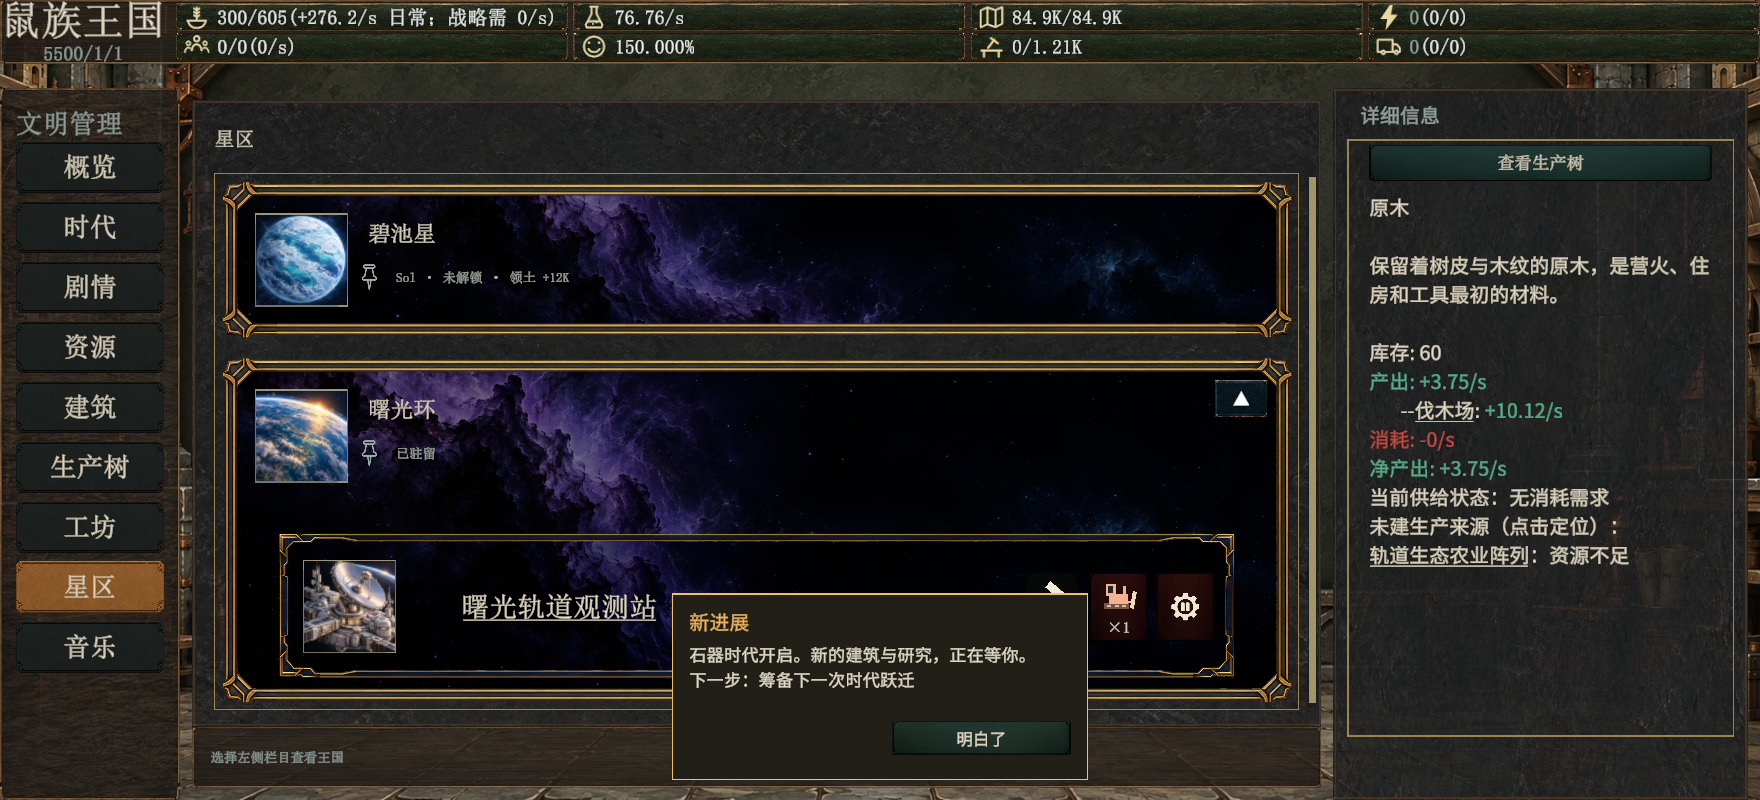 鼠族王国
5500/1/1
300/605(+276.2/s 日常; 战略需 0/s)
76.76/s
84.9K/84.9K
0(0/0)
0/0(0/s)
150.000%
0/1.21K
0(0/0)
文明管理
概览
时代
剧情
资源
建筑
生产树
工坊
星区
音乐
星区
碧池星
Sol · 未解锁 · 领土 +12K
曙光环
已驻留
▲
曙光轨道观测站
×1
新进展
石器时代开启。新的建筑与研究，正在等你。
下一步：筹备下一次时代跃迁
明白了
选择左侧栏目查看王国
详细信息
查看生产树
原木
保留着树皮与木纹的原木，是营火、住
房和工具最初的材料。
库存: 60
产出: +3.75/s
--伐木场: +10.12/s
消耗: -0/s
净产出: +3.75/s
当前供给状态：无消耗需求
未建生产来源（点击定位）：
轨道生态农业阵列：资源不足